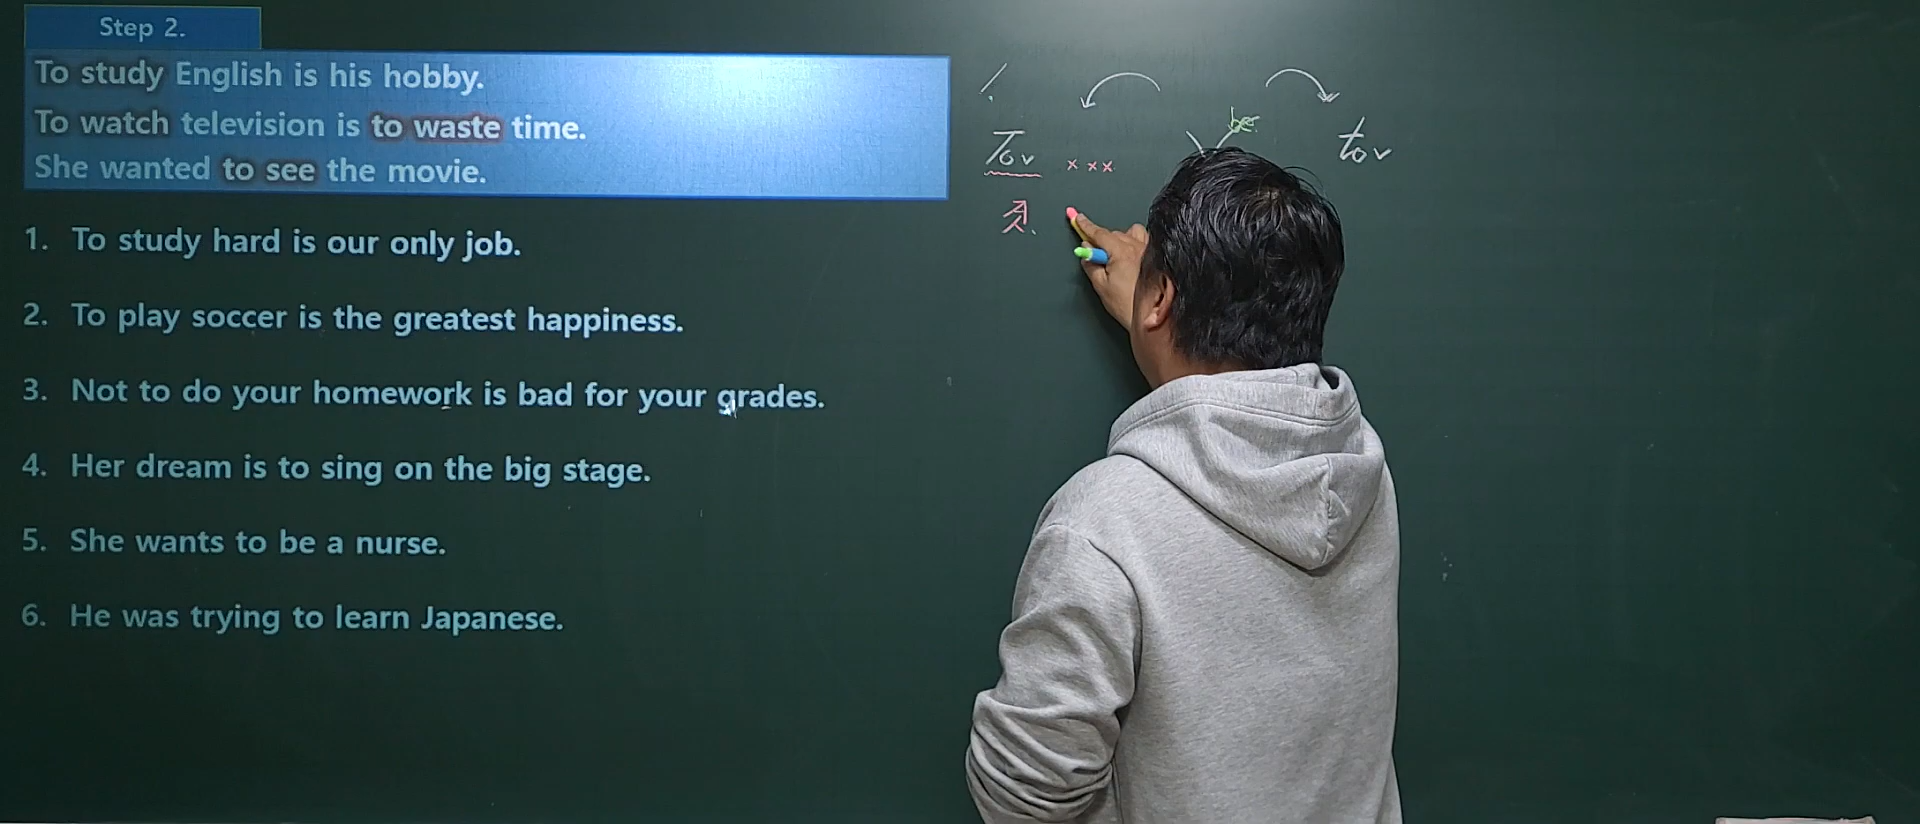 Step 2.
To study English is his hobby.
To watch television is to waste time.
She wanted to see the movie.
1. To study hard is our only job.
2. To play soccer is the greatest happiness.
3. Not to do your homework is bad for your grades.
4. Her dream is to sing on the big stage.
5. She wants to be a nurse.
6. He was trying to learn Japanese.
Tov xxx
be
tov